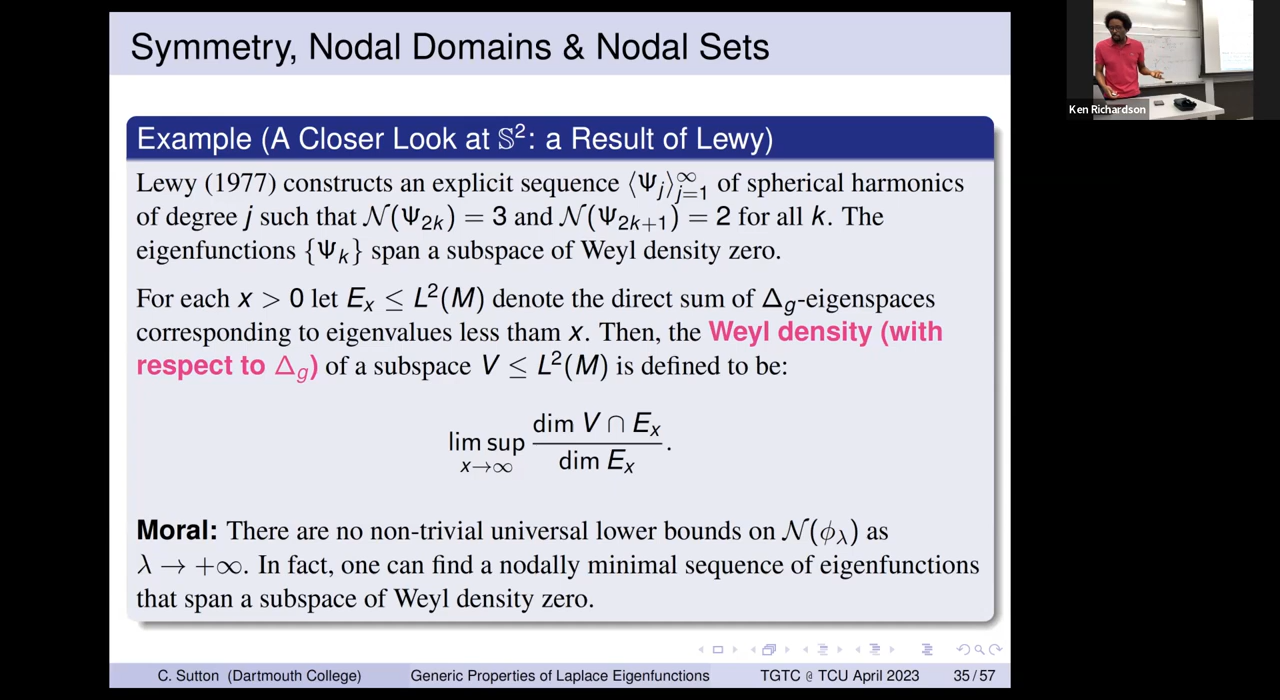 Symmetry, Nodal Domains & Nodal Sets
Ken Richardson
Example (A Closer Look at 𝕊²: a Result of Lewy)
Lewy (1977) constructs an explicit sequence ⟨Ψ_j⟩_{j=1}^∞ of spherical harmonics
of degree j such that 𝒩(Ψ_{2k}) = 3 and 𝒩(Ψ_{2k+1}) = 2 for all k. The
eigenfunctions {Ψ_k} span a subspace of Weyl density zero.
For each x > 0 let E_x ≤ L²(M) denote the direct sum of Δ_g-eigenspaces
corresponding to eigenvalues less tham x. Then, the Weyl density (with
respect to Δ_g) of a subspace V ≤ L²(M) is defined to be:
lim sup_{x→∞} dim V ∩ E_x / dim E_x.
Moral: There are no non-trivial universal lower bounds on 𝒩(ϕ_λ) as
λ → +∞. In fact, one can find a nodally minimal sequence of eigenfunctions
that span a subspace of Weyl density zero.
C. Sutton (Dartmouth College) Generic Properties of Laplace Eigenfunctions TGTC @ TCU April 2023 35 / 57